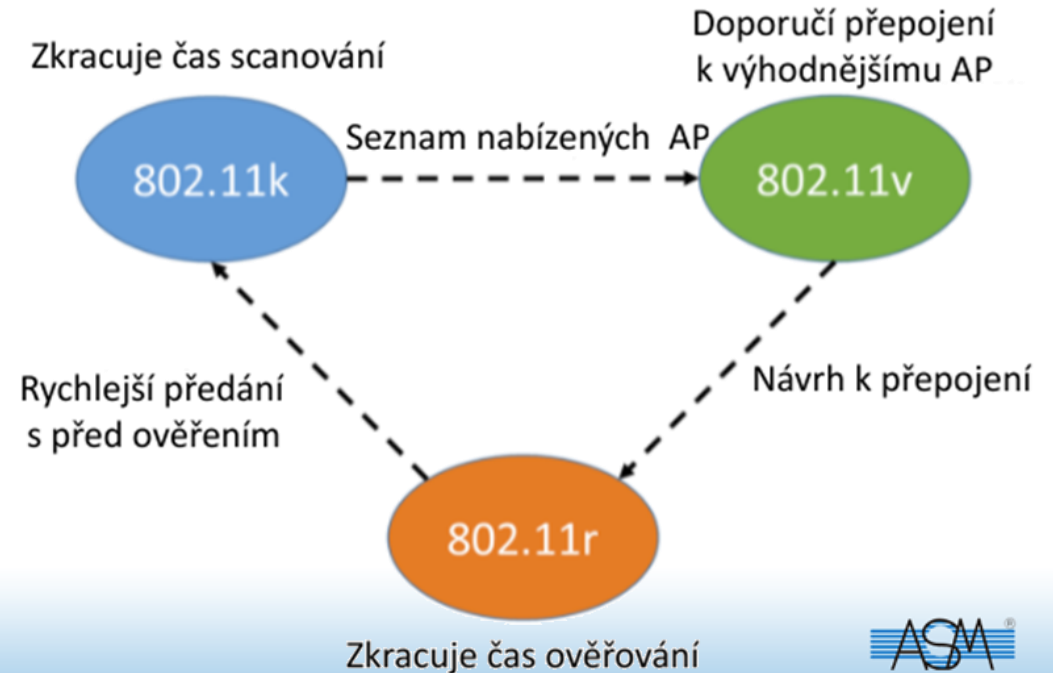 Zkracuje čas scanování
Doporučí přepojení
k výhodnějšímu AP
802.11k
Seznam nabízených AP
802.11v
Rychlejší předání
s před ověřením
Návrh k přepojení
802.11r
Zkracuje čas ověřování
ASM®